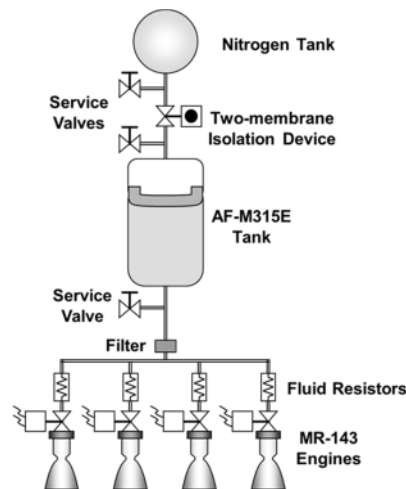 Nitrogen Tank
Service
Valves
Two-membrane
Isolation Device
AF-M315E
Tank
Service
Valve
Filter
Fluid Resistors
MR-143
Engines